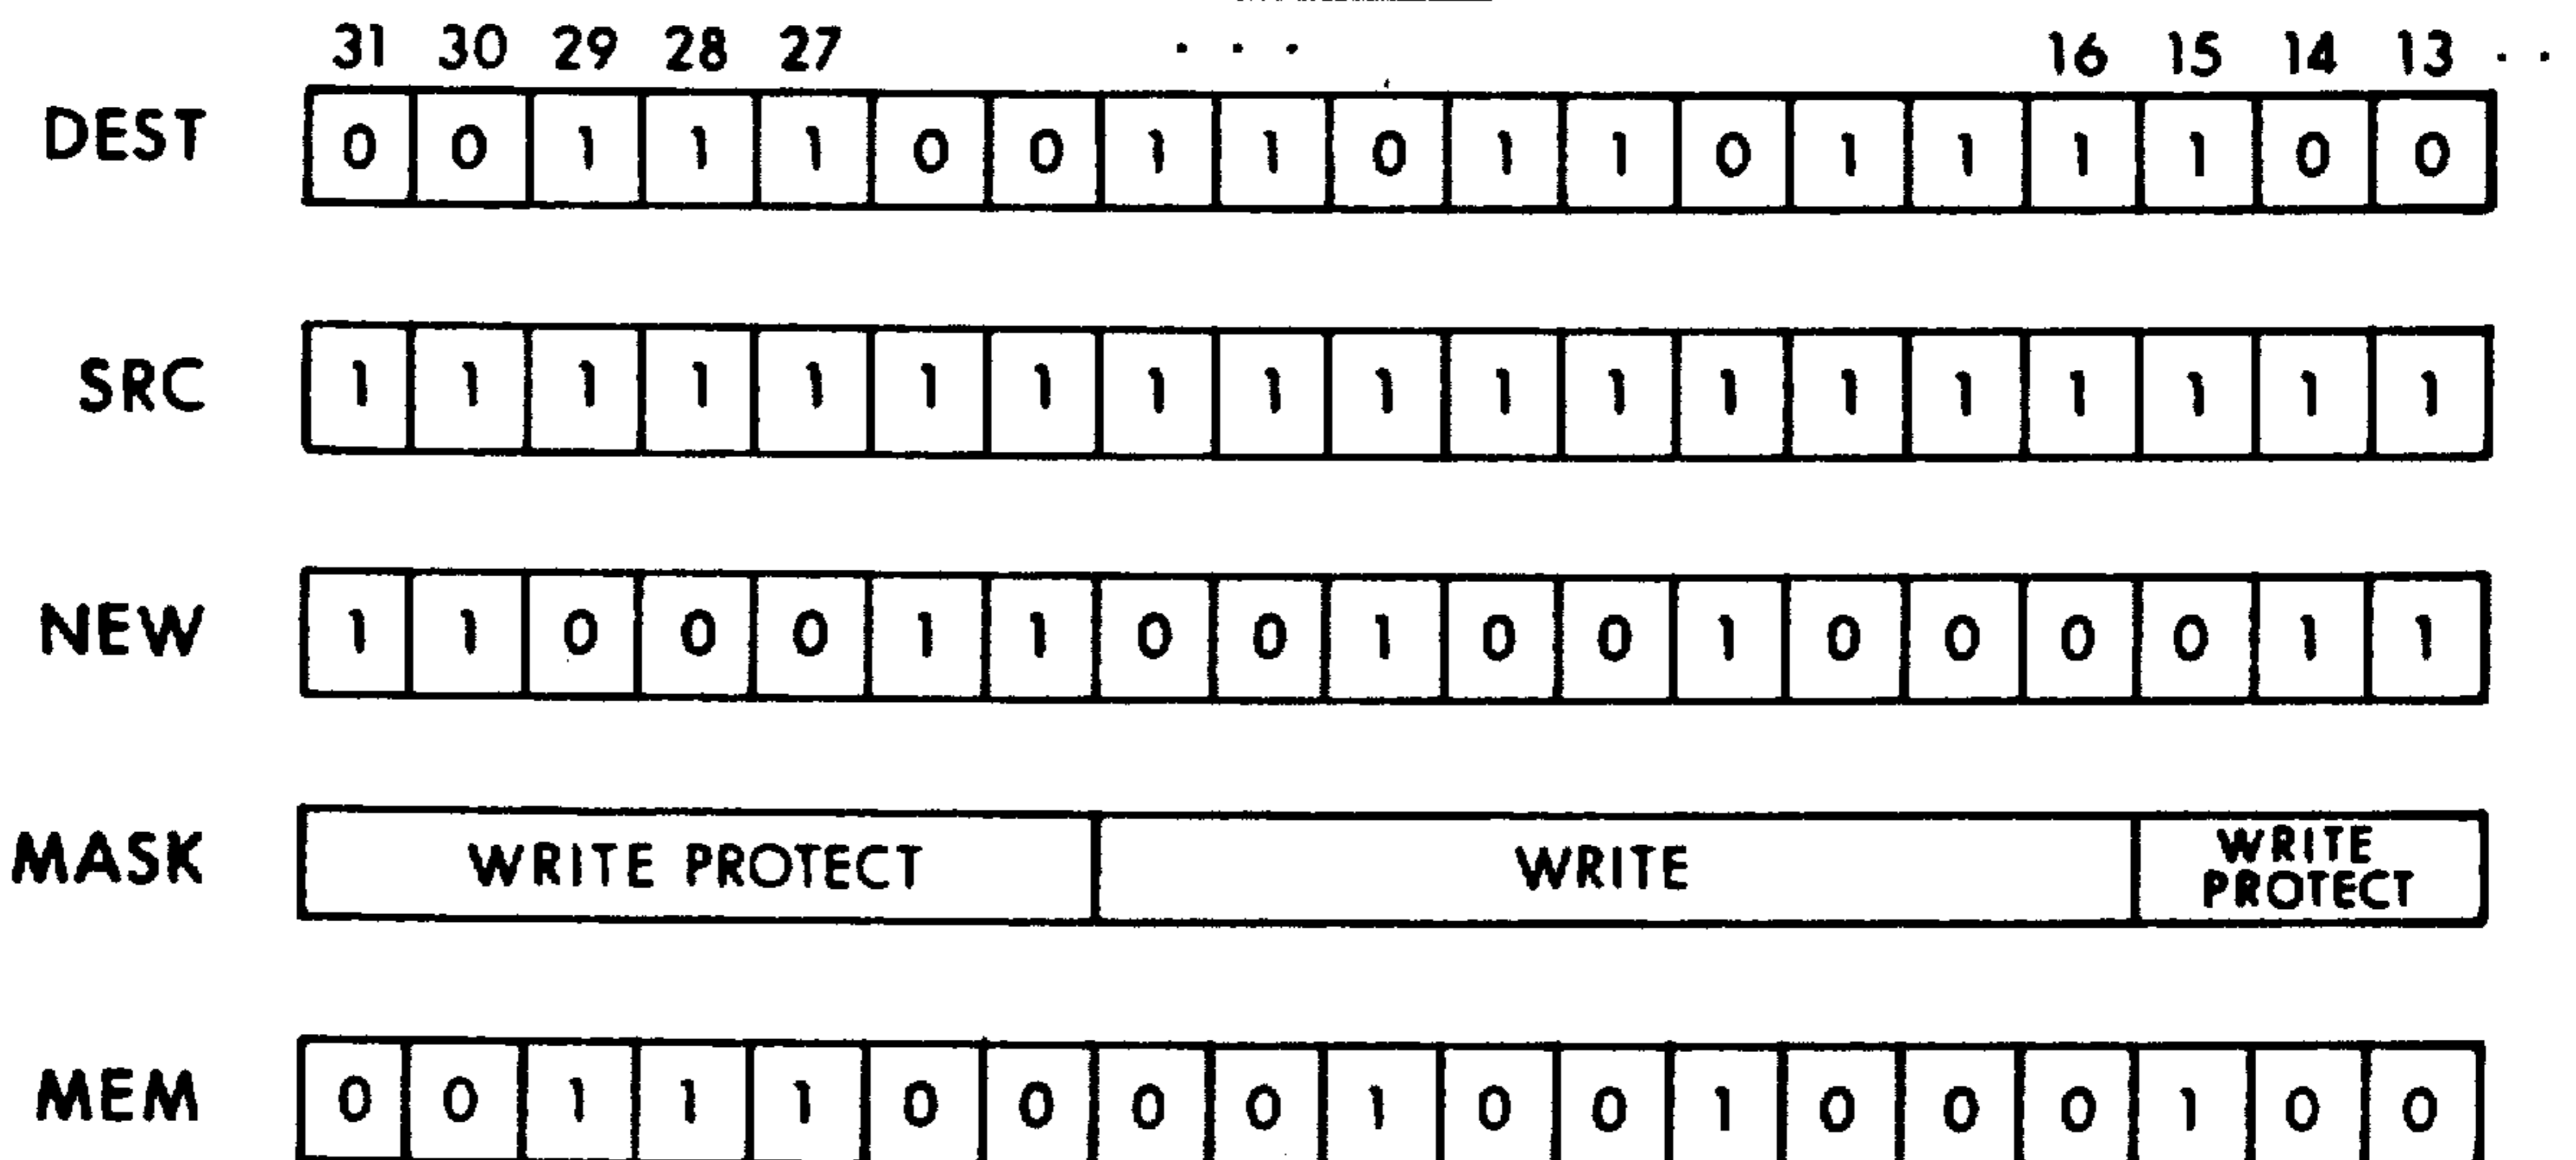 31 30 29 28 27 . . . 16 15 14 13 . .
DEST 0 0 1 1 1 0 0 1 1 0 1 1 0 1 1 1 1 0 0
SRC 1 1 1 1 1 1 1 1 1 1 1 1 1 1 1 1 1 1 1
NEW 1 1 0 0 0 1 1 0 0 1 0 0 1 0 0 0 0 1 1
MASK WRITE PROTECT WRITE WRITE
PROTECT
MEM 0 0 1 1 1 0 0 0 0 1 0 0 1 0 0 0 1 0 0